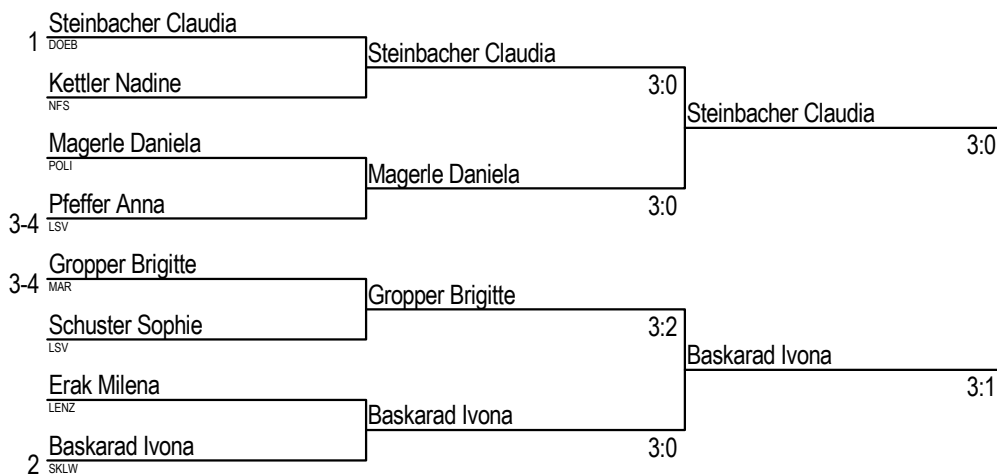 Steinbacher Claudia
1
DOEB
Steinbacher Claudia
Kettler Nadine
3:0
NFS
Steinbacher Claudia
Magerle Daniela
3:0
POLI
Magerle Daniela
Pfeffer Anna
3:0
3-4
LSV
Gropper Brigitte
3-4
MAR
Gropper Brigitte
Schuster Sophie
3:2
LSV
Baskarad Ivona
Erak Milena
3:1
LENZ
Baskarad Ivona
Baskarad Ivona
3:0
2
SKLW